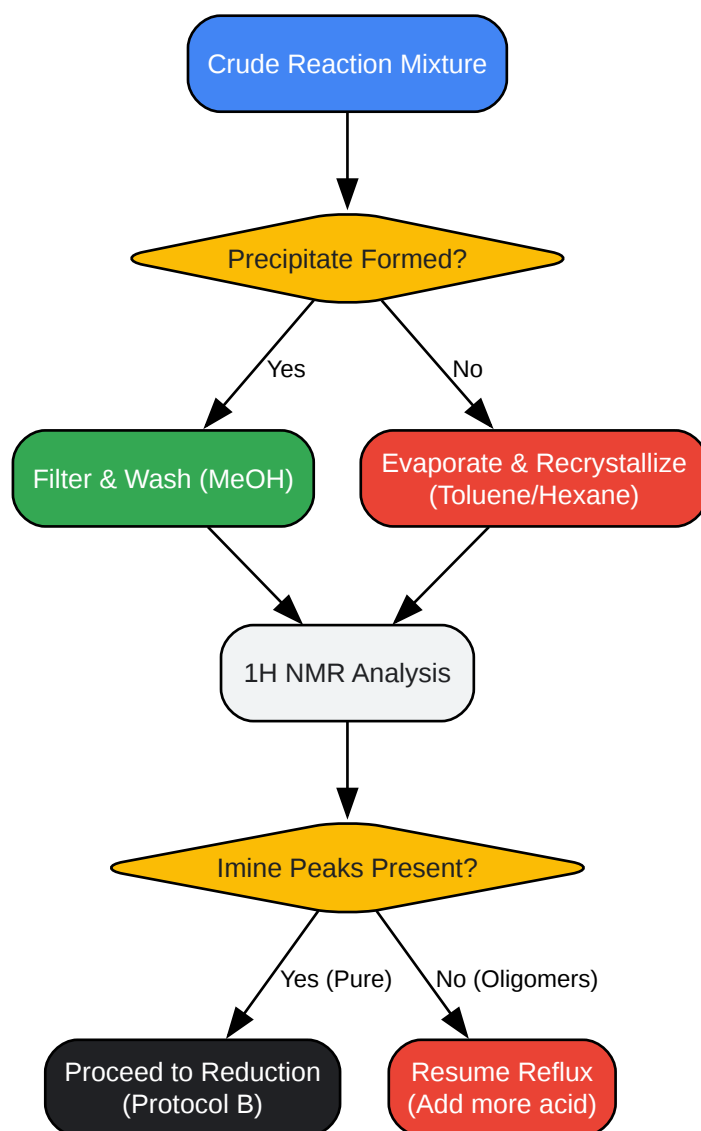 Crude Reaction Mixture
Precipitate Formed?
Yes
No
Filter & Wash (MeOH)
Evaporate & Recrystallize
(Toluene/Hexane)
1H NMR Analysis
Imine Peaks Present?
Yes (Pure)
No (Oligomers)
Proceed to Reduction
(Protocol B)
Resume Reflux
(Add more acid)